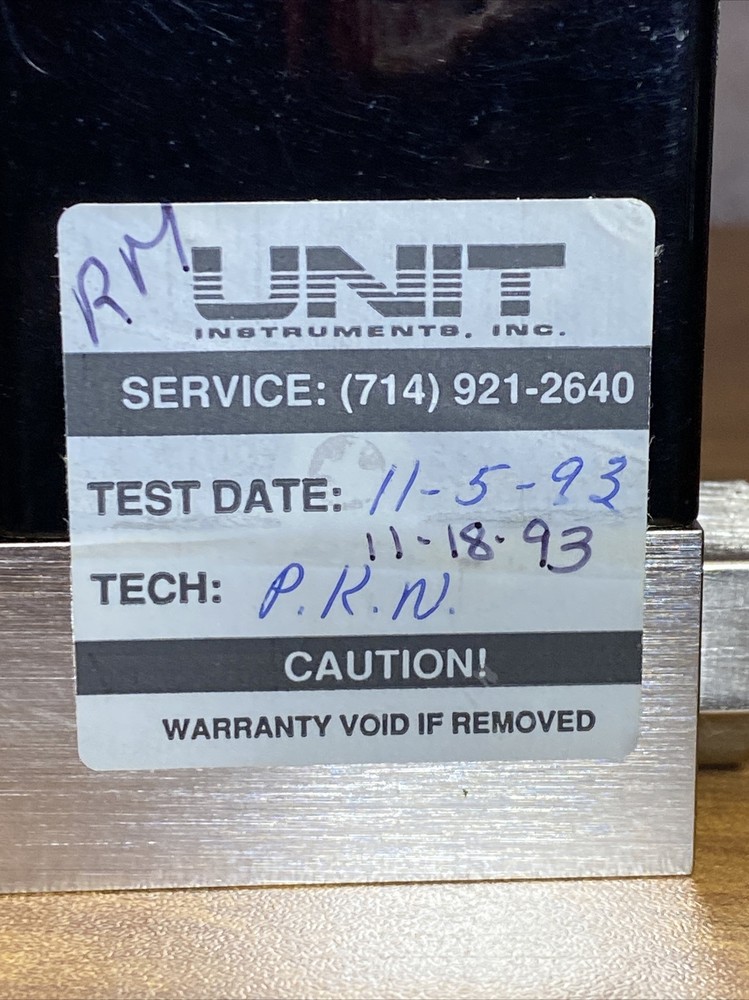 RM
UNIT
INSTRUMENTS, INC.
SERVICE: (714) 921-2640
TEST DATE: 11-5-93
11-18-93
TECH: P.K.N.
CAUTION!
WARRANTY VOID IF REMOVED